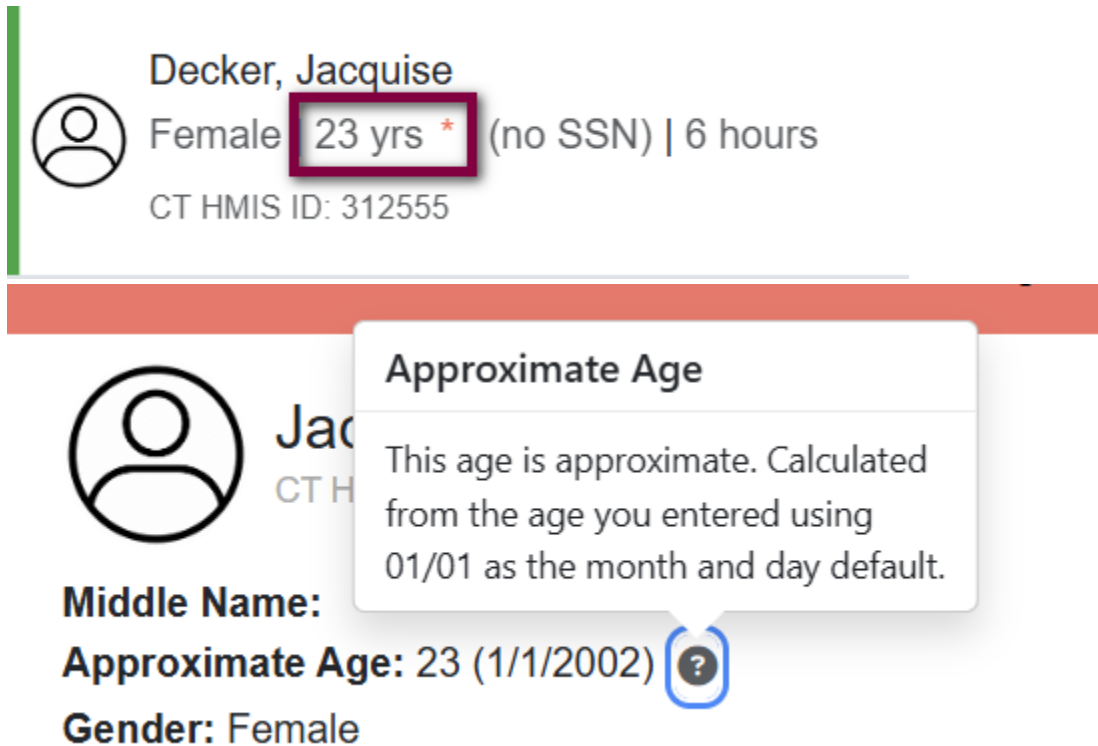 Decker, Jacquise
Female | 23 yrs * (no SSN) | 6 hours
CT HMIS ID: 312555
Approximate Age
This age is approximate. Calculated
from the age you entered using
01/01 as the month and day default.
Jac
CT H
Middle Name:
Approximate Age: 23 (1/1/2002) ?
Gender: Female